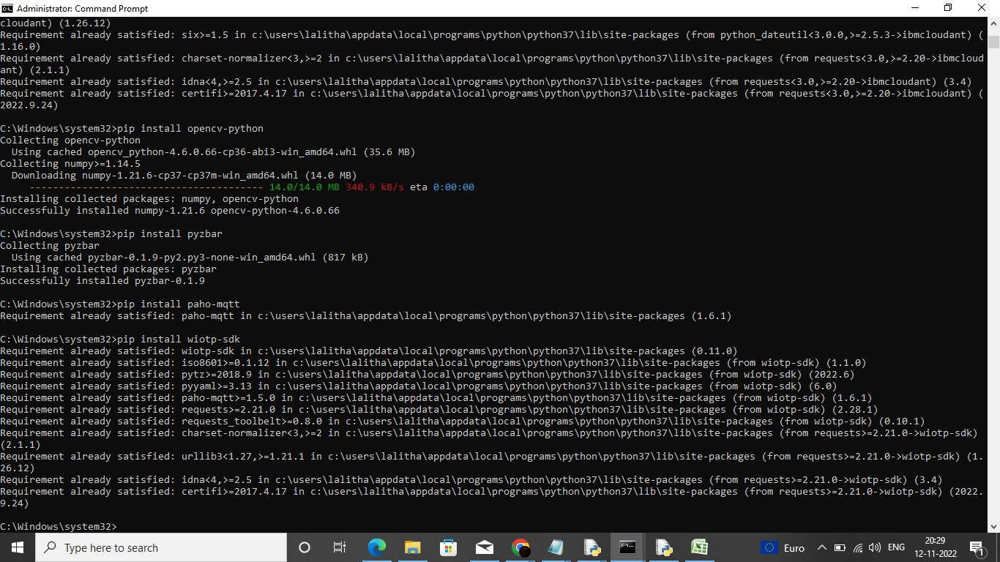 Administrator: Command Prompt
cloudant) (1.26.12)
Requirement already satisfied: six>=1.5 in c:\users\lalitha\appdata\local\programs\python\python37\lib\site-packages (from python_dateutil<3.0.0,>=2.5.3->ibmcloudant) (
1.16.0)
Requirement already satisfied: charset-normalizer<3,>=2 in c:\users\lalitha\appdata\local\programs\python\python37\lib\site-packages (from requests<3.0,>=2.20->ibmcloud
ant) (2.1.1)
Requirement already satisfied: idna<4,>=2.5 in c:\users\lalitha\appdata\local\programs\python\python37\lib\site-packages (from requests<3.0,>=2.20->ibmcloudant) (3.4)
Requirement already satisfied: certifi>=2017.4.17 in c:\users\lalitha\appdata\local\programs\python\python37\lib\site-packages (from requests<3.0,>=2.20->ibmcloudant) (
2022.9.24)
C:\Windows\system32>pip install opencv-python
Collecting opencv-python
Using cached opencv_python-4.6.0.66-cp36-abi3-win_amd64.whl (35.6 MB)
Collecting numpy>=1.14.5
Downloading numpy-1.21.6-cp37-cp37m-win_amd64.whl (14.0 MB)
---------------------------------------- 14.0/14.0 MB 340.9 kB/s eta 0:00:00
Installing collected packages: numpy, opencv-python
Successfully installed numpy-1.21.6 opencv-python-4.6.0.66
C:\Windows\system32>pip install pyzbar
Collecting pyzbar
Using cached pyzbar-0.1.9-py2.py3-none-win_amd64.whl (817 kB)
Installing collected packages: pyzbar
Successfully installed pyzbar-0.1.9
C:\Windows\system32>pip install paho-mqtt
Requirement already satisfied: paho-mqtt in c:\users\lalitha\appdata\local\programs\python\python37\lib\site-packages (1.6.1)
C:\Windows\system32>pip install wiotp-sdk
Requirement already satisfied: wiotp-sdk in c:\users\lalitha\appdata\local\programs\python\python37\lib\site-packages (0.11.0)
Requirement already satisfied: iso8601>=0.1.12 in c:\users\lalitha\appdata\local\programs\python\python37\lib\site-packages (from wiotp-sdk) (1.1.0)
Requirement already satisfied: pytz>=2018.9 in c:\users\lalitha\appdata\local\programs\python\python37\lib\site-packages (from wiotp-sdk) (2022.6)
Requirement already satisfied: pyyaml>=3.13 in c:\users\lalitha\appdata\local\programs\python\python37\lib\site-packages (from wiotp-sdk) (6.0)
Requirement already satisfied: paho-mqtt>=1.5.0 in c:\users\lalitha\appdata\local\programs\python\python37\lib\site-packages (from wiotp-sdk) (1.6.1)
Requirement already satisfied: requests>=2.21.0 in c:\users\lalitha\appdata\local\programs\python\python37\lib\site-packages (from wiotp-sdk) (2.28.1)
Requirement already satisfied: requests_toolbelt>=0.8.0 in c:\users\lalitha\appdata\local\programs\python\python37\lib\site-packages (from wiotp-sdk) (0.10.1)
Requirement already satisfied: charset-normalizer<3,>=2 in c:\users\lalitha\appdata\local\programs\python\python37\lib\site-packages (from requests>=2.21.0->wiotp-sdk)
(2.1.1)
Requirement already satisfied: urllib3<1.27,>=1.21.1 in c:\users\lalitha\appdata\local\programs\python\python37\lib\site-packages (from requests>=2.21.0->wiotp-sdk) (1.
26.12)
Requirement already satisfied: idna<4,>=2.5 in c:\users\lalitha\appdata\local\programs\python\python37\lib\site-packages (from requests>=2.21.0->wiotp-sdk) (3.4)
Requirement already satisfied: certifi>=2017.4.17 in c:\users\lalitha\appdata\local\programs\python\python37\lib\site-packages (from requests>=2.21.0->wiotp-sdk) (2022.
9.24)
C:\Windows\system32>
Type here to search
Euro
ENG
20:29
12-11-2022
1